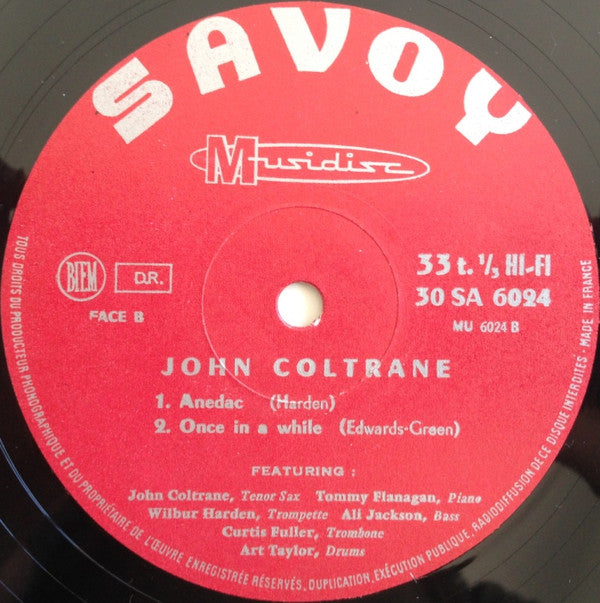 SAVOY
Musidisc
BIEM
D.R.
FACE B
33 t. 1/3 HI-FI
30 SA 6024
MU 6024 B
JOHN COLTRANE
1. Anedac (Harden)
2. Once in a while (Edwards-Green)
FEATURING :
John Coltrane, Tenor Sax Tommy Flanagan, Piano
Wilbur Harden, Trompette Ali Jackson, Bass
Curtis Fuller, Trombone
Art Taylor, Drums
TOUS DROITS DU PRODUCTEUR PHONOGRAPHIQUE ET DU PROPRIÉTAIRE DE L'ŒUVRE ENREGISTRÉE RÉSERVÉS, DUPLICATION, EXÉCUTION PUBLIQUE, RADIODIFFUSION DE CE DISQUE INTERDITES - MADE IN FRANCE